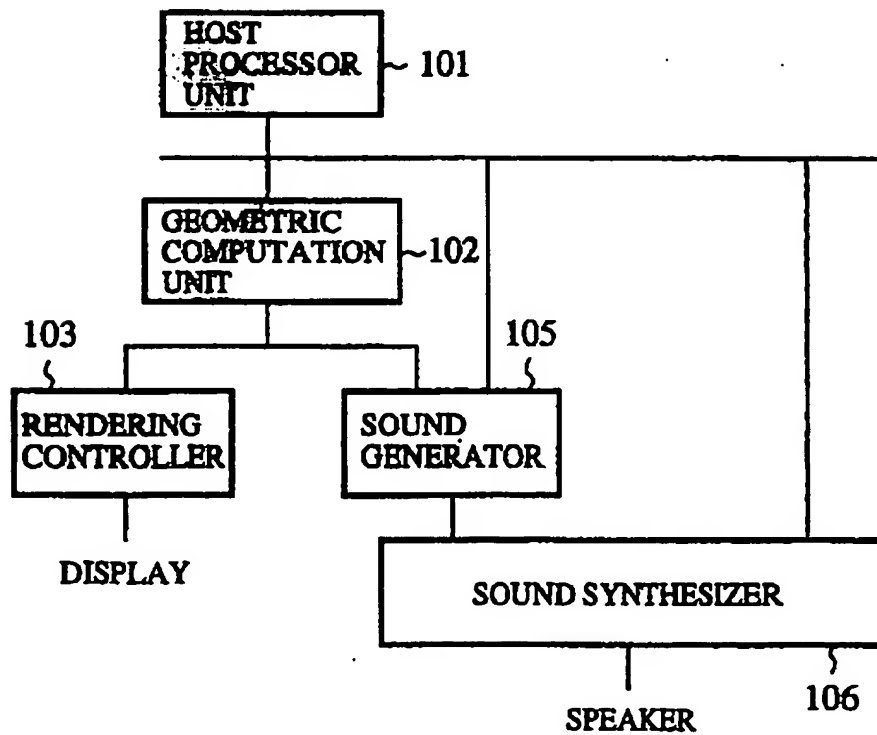 HOST
PROCESSOR
UNIT
101
GEOMETRIC
COMPUTATION
UNIT
102
103
105
RENDERING
CONTROLLER
SOUND
GENERATOR
DISPLAY
SOUND SYNTHESIZER
106
SPEAKER